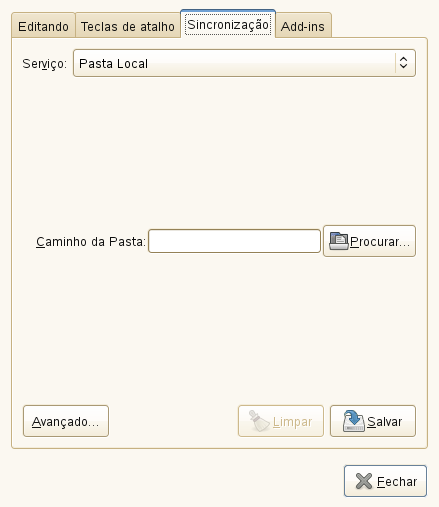 Editando Teclas de atalho Sincronização Add-ins
Serviço: Pasta Local
Caminho da Pasta: Procurar...
Avançado... Limpar Salvar
Fechar